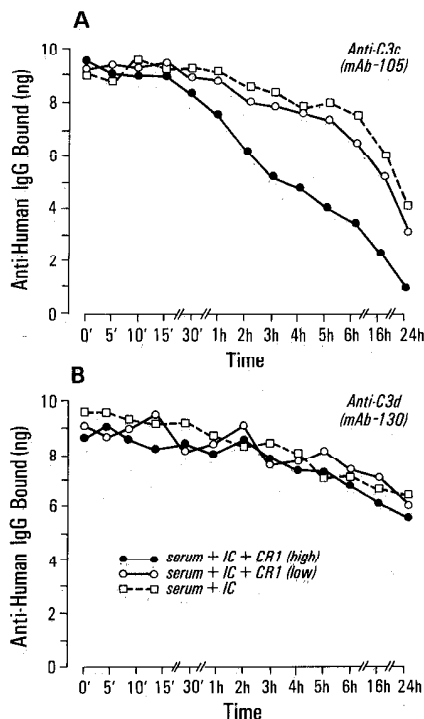 A
Anti-C3c
(mAb-105)
Anti-Human IgG Bound (ng)
10
8
6
4
2
0
0' 5' 10' 15' 30' 1h 2h 3h 4h 5h 6h 16h 24h
Time
B
Anti-C3d
(mAb-130)
Anti-Human IgG Bound (ng)
10
8
6
4
2
0
serum + IC + CR1 (high)
serum + IC + CR1 (low)
serum + IC
0' 5' 10' 15' 30' 1h 2h 3h 4h 5h 6h 16h 24h
Time